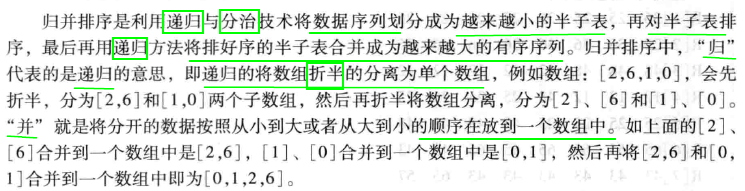 归并排序是利用递归与分治技术将数据序列划分成为越来越小的半子表，再对半子表排
序，最后再用递归方法将排好序的半子表合并成为越来越大的有序序列。归并排序中，“归”
代表的是递归的意思，即递归的将数组折半的分离为单个数组，例如数组：[2,6,1,0]，会先
折半，分为[2,6]和[1,0]两个子数组，然后再折半将数组分离，分为[2]、[6]和[1]、[0]。
“并”就是将分开的数据按照从小到大或者从大到小的顺序在放到一个数组中。如上面的[2]、
[6]合并到一个数组中是[2,6]，[1]、[0]合并到一个数组中是[0,1]，然后再将[2,6]和[0,
1]合并到一个数组中即为[0,1,2,6]。